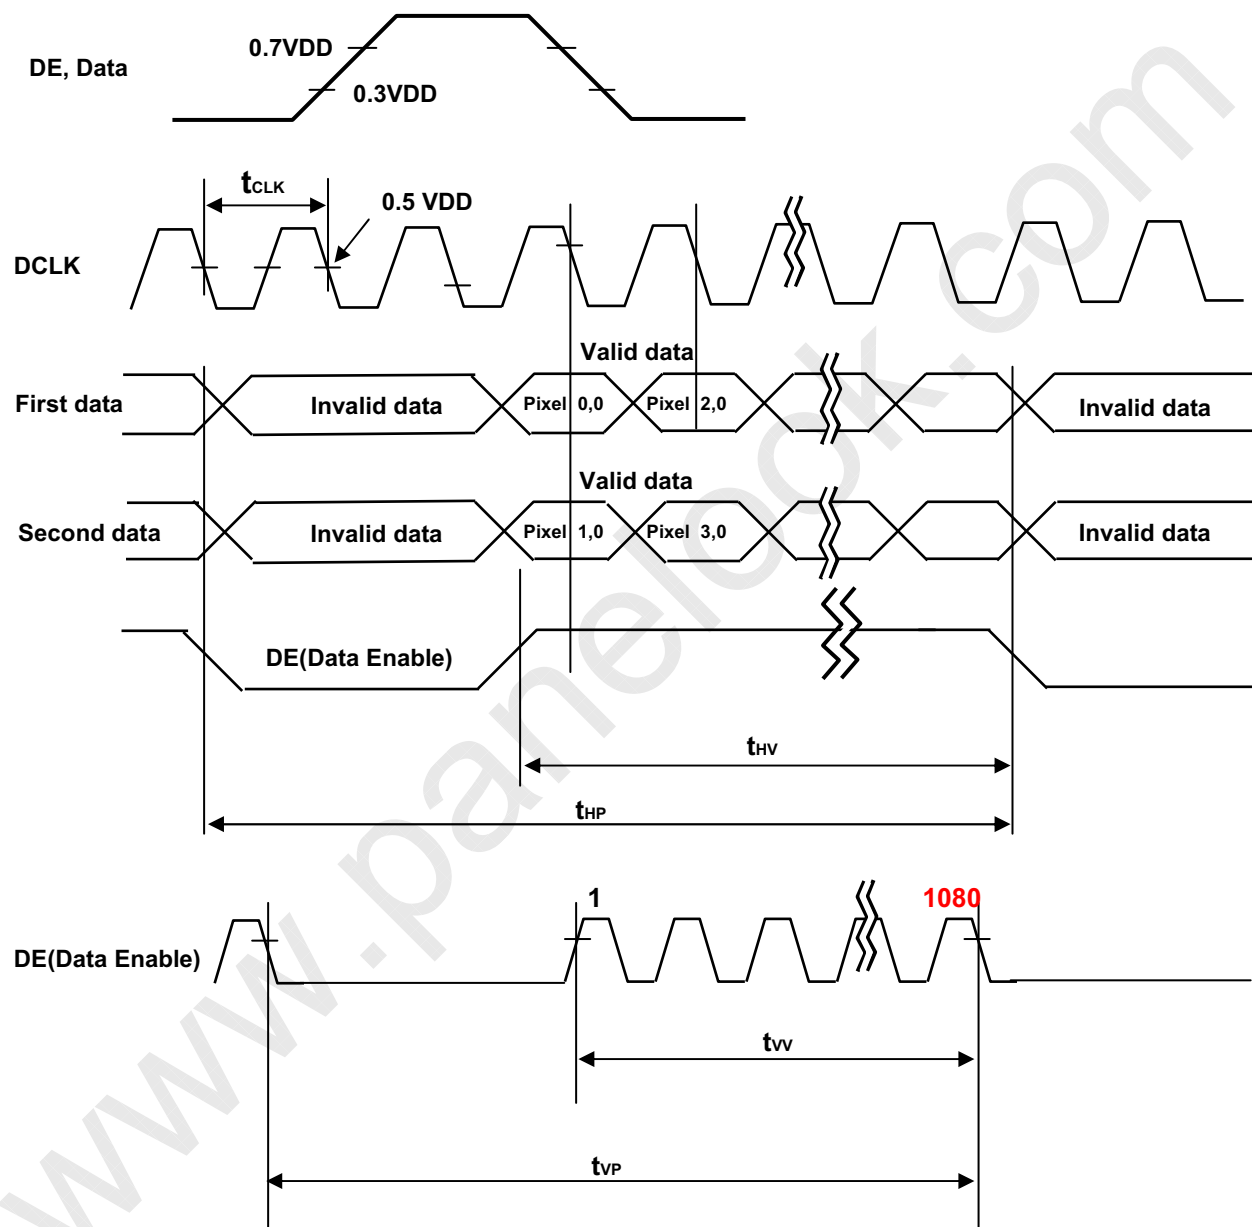 0.7VDD
DE, Data
0.3VDD
tCLK
0.5 VDD
DCLK
Valid data
First data
Invalid data
Pixel 0,0
Pixel 2,0
Invalid data
Valid data
Second data
Invalid data
Pixel 1,0
Pixel 3,0
Invalid data
DE(Data Enable)
tHV
tHP
1
1080
DE(Data Enable)
tVV
tVP
www.panelook.com